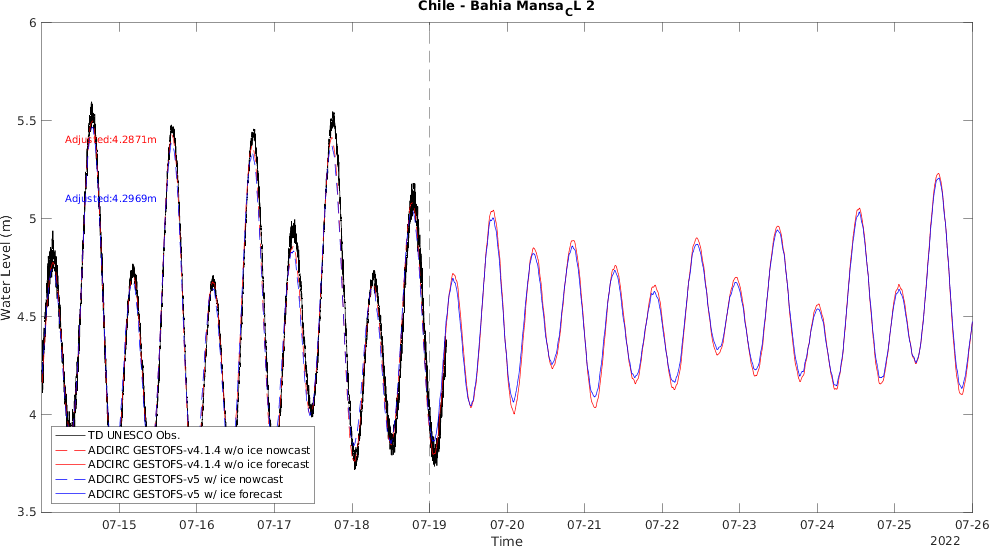 Chile - Bahia Mansa_CL 2
6
5.5
5
4.5
4
3.5
Water Level (m)
Adjusted:4.2871m
Adjusted:4.2969m
TD UNESCO Obs.
ADCIRC GESTOFS-v4.1.4 w/o ice nowcast
ADCIRC GESTOFS-v4.1.4 w/o ice forecast
ADCIRC GESTOFS-v5 w/ ice nowcast
ADCIRC GESTOFS-v5 w/ ice forecast
07-15 07-16 07-17 07-18 07-19 07-20 07-21 07-22 07-23 07-24 07-25 07-26
Time
2022